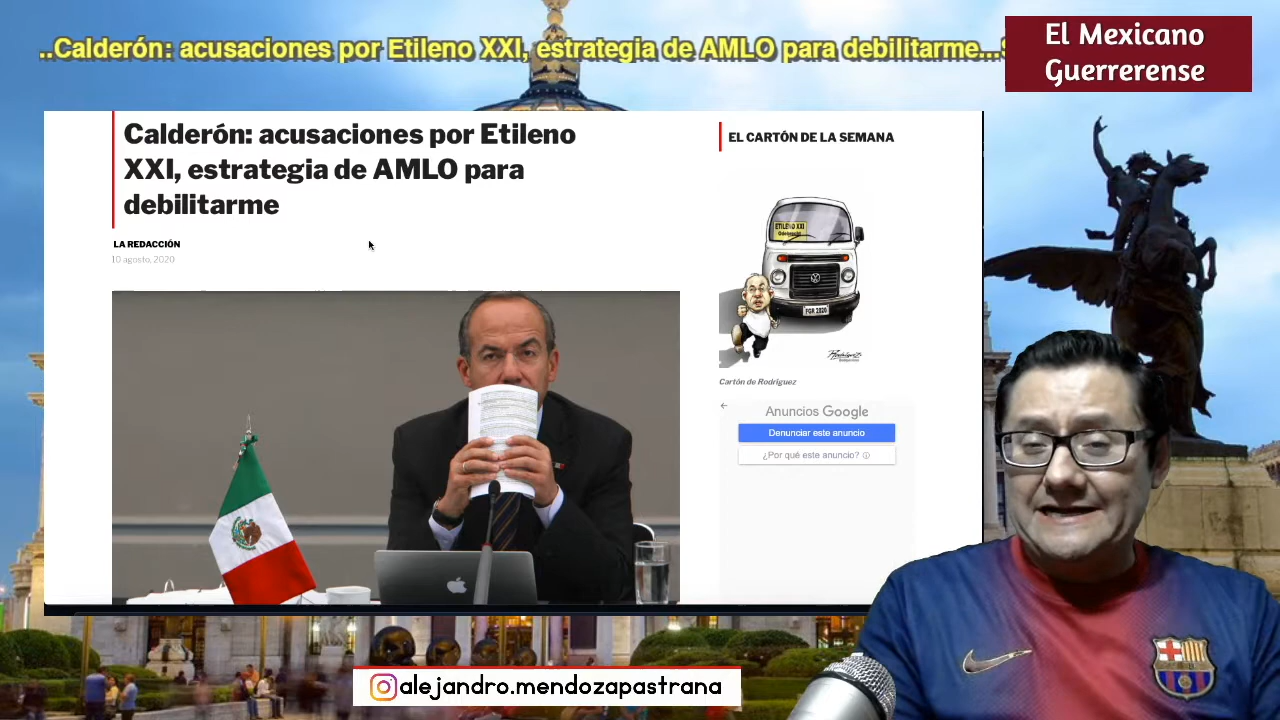 ..Calderón: acusaciones por Etileno XXI, estrategia de AMLO para debilitarme...
El Mexicano
Guerrerense
Calderón: acusaciones por Etileno
XXI, estrategia de AMLO para
debilitarme
LA REDACCIÓN
10 agosto, 2020
EL CARTÓN DE LA SEMANA
ETILENO XXI
FGR 2020
Cartón de Rodríguez
Anuncios Google
Denunciar este anuncio
¿Por qué este anuncio?
alejandro.mendozapastrana